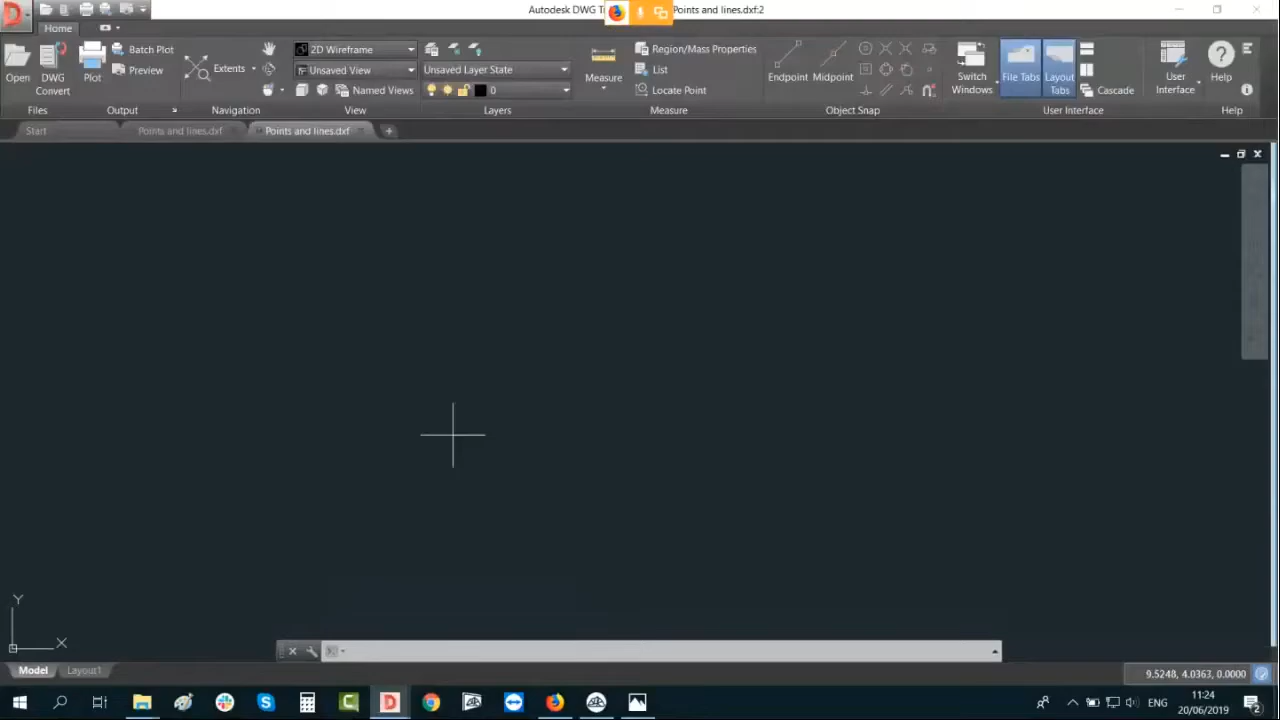 Autodesk DWG T Points and lines.dxf:2
Home
Open
DWG Convert
Plot
Batch Plot
Preview
Extents
2D Wireframe
Unsaved View
Named Views
Unsaved Layer State
0
Measure
Region/Mass Properties
List
Locate Point
Endpoint
Midpoint
Switch Windows
File Tabs
Layout Tabs
Cascade
User Interface
Help
Files
Output
Navigation
View
Layers
Measure
Object Snap
User Interface
Help
Start
Points and lines.dxf
Points and lines.dxf
Y
X
Model
Layout1
9.5248, 4.0363, 0.0000
ENG
11:24
20/06/2019
2